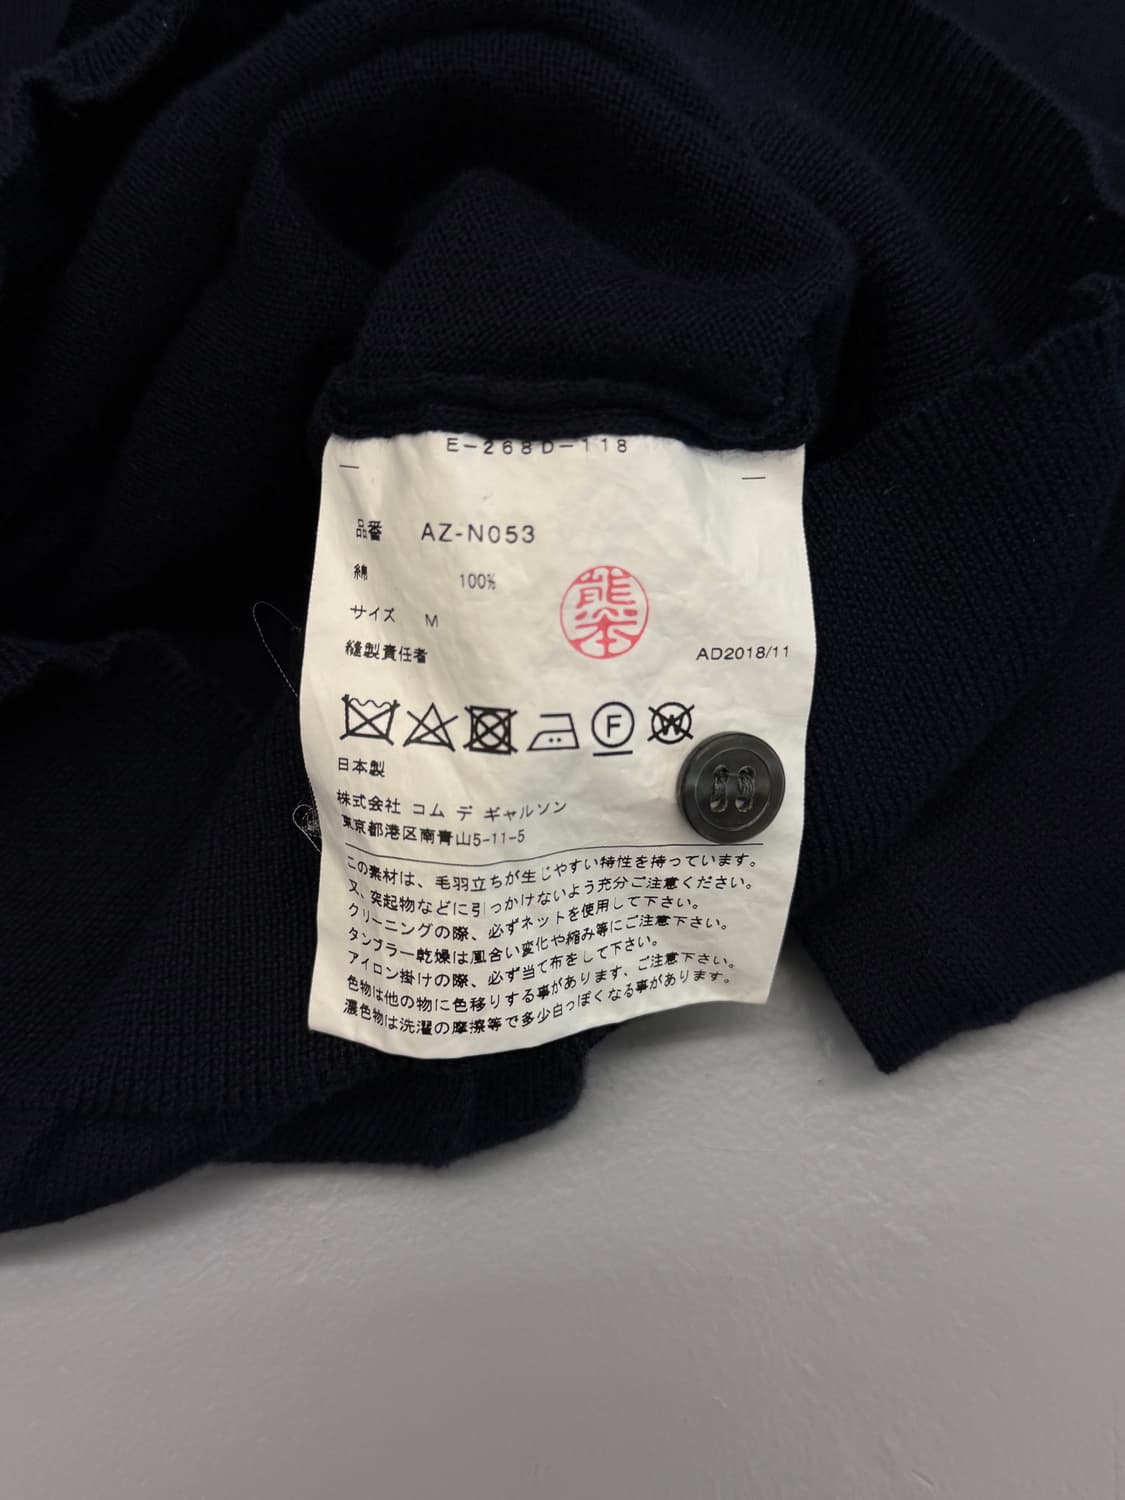 E-268D-118
品番 AZ-N053
綿 100%
サイズ M
熊本
縫製責任者 AD2018/11
F W
日本製
株式会社 コム デ ギャルソン
東京都港区南青山5-11-5
この素材は、毛羽立ちが生じやすい特性を持っています。
又、突起物などに引っかけないよう充分ご注意ください。
クリーニングの際、必ずネットを使用して下さい。
タンブラー乾燥は風合い変化や縮み等にご注意下さい。
アイロン掛けの際、必ず当て布をして下さい。
色物は他の物に色移りする事があります、ご注意下さい。
濃色物は洗濯の摩擦等で多少白っぽくなる事があります。